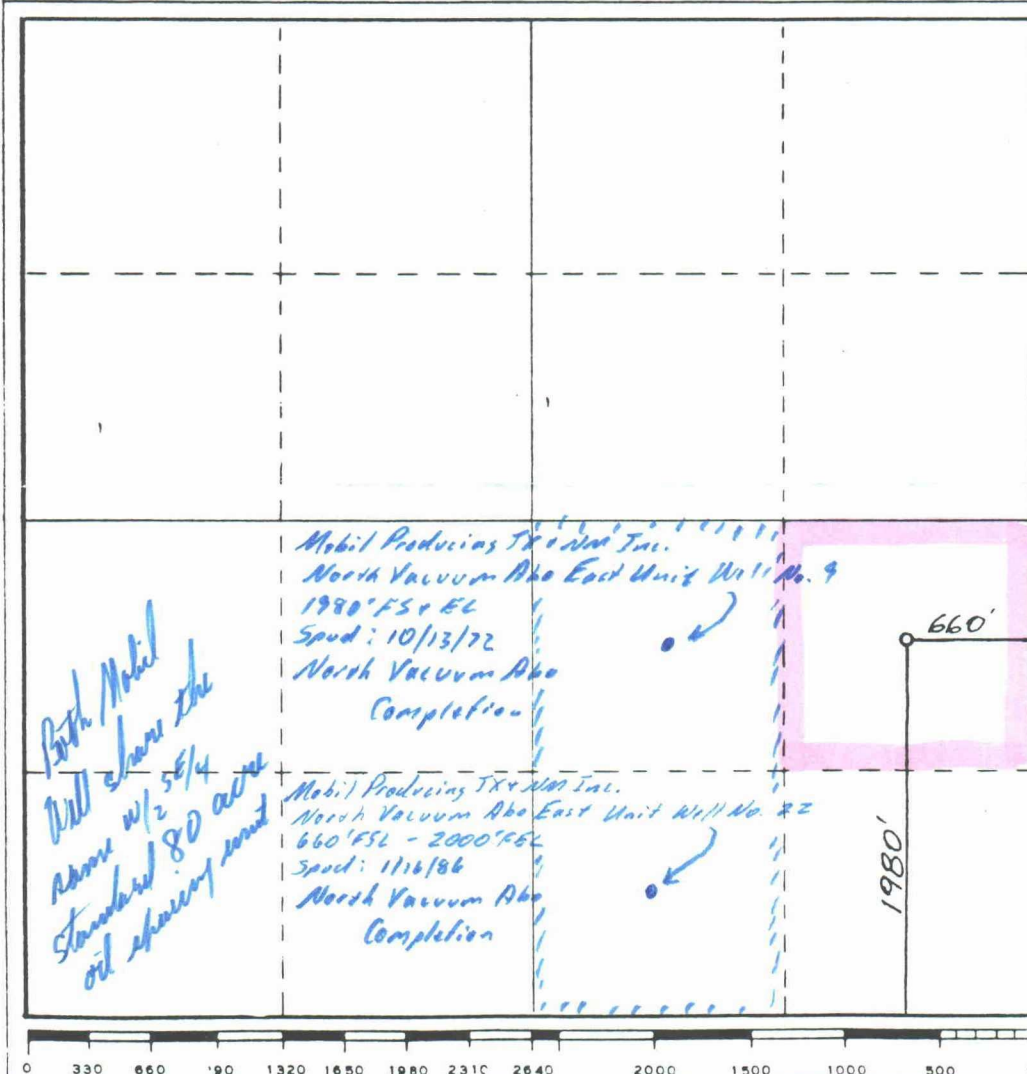 Mobil Producing TX + NM Inc.
North Vacuum Abo East Unit Well No. 9
1980' FS + EL
Spud: 10/13/72
North Vacuum Abo
Completion
660'
Both Mobil
Will share the
same W/2 SE/4
Standard 80 acre
oil spacing unit
Mobil Producing TX + NM Inc.
North Vacuum Abo East Unit Well No. 22
660' FSL - 2000' FEL
Spud: 1/16/86
North Vacuum Abo
Completion
1980'
0 330 660 '90 1320 1650 1980 2310 2640 2000 1500 1000 500